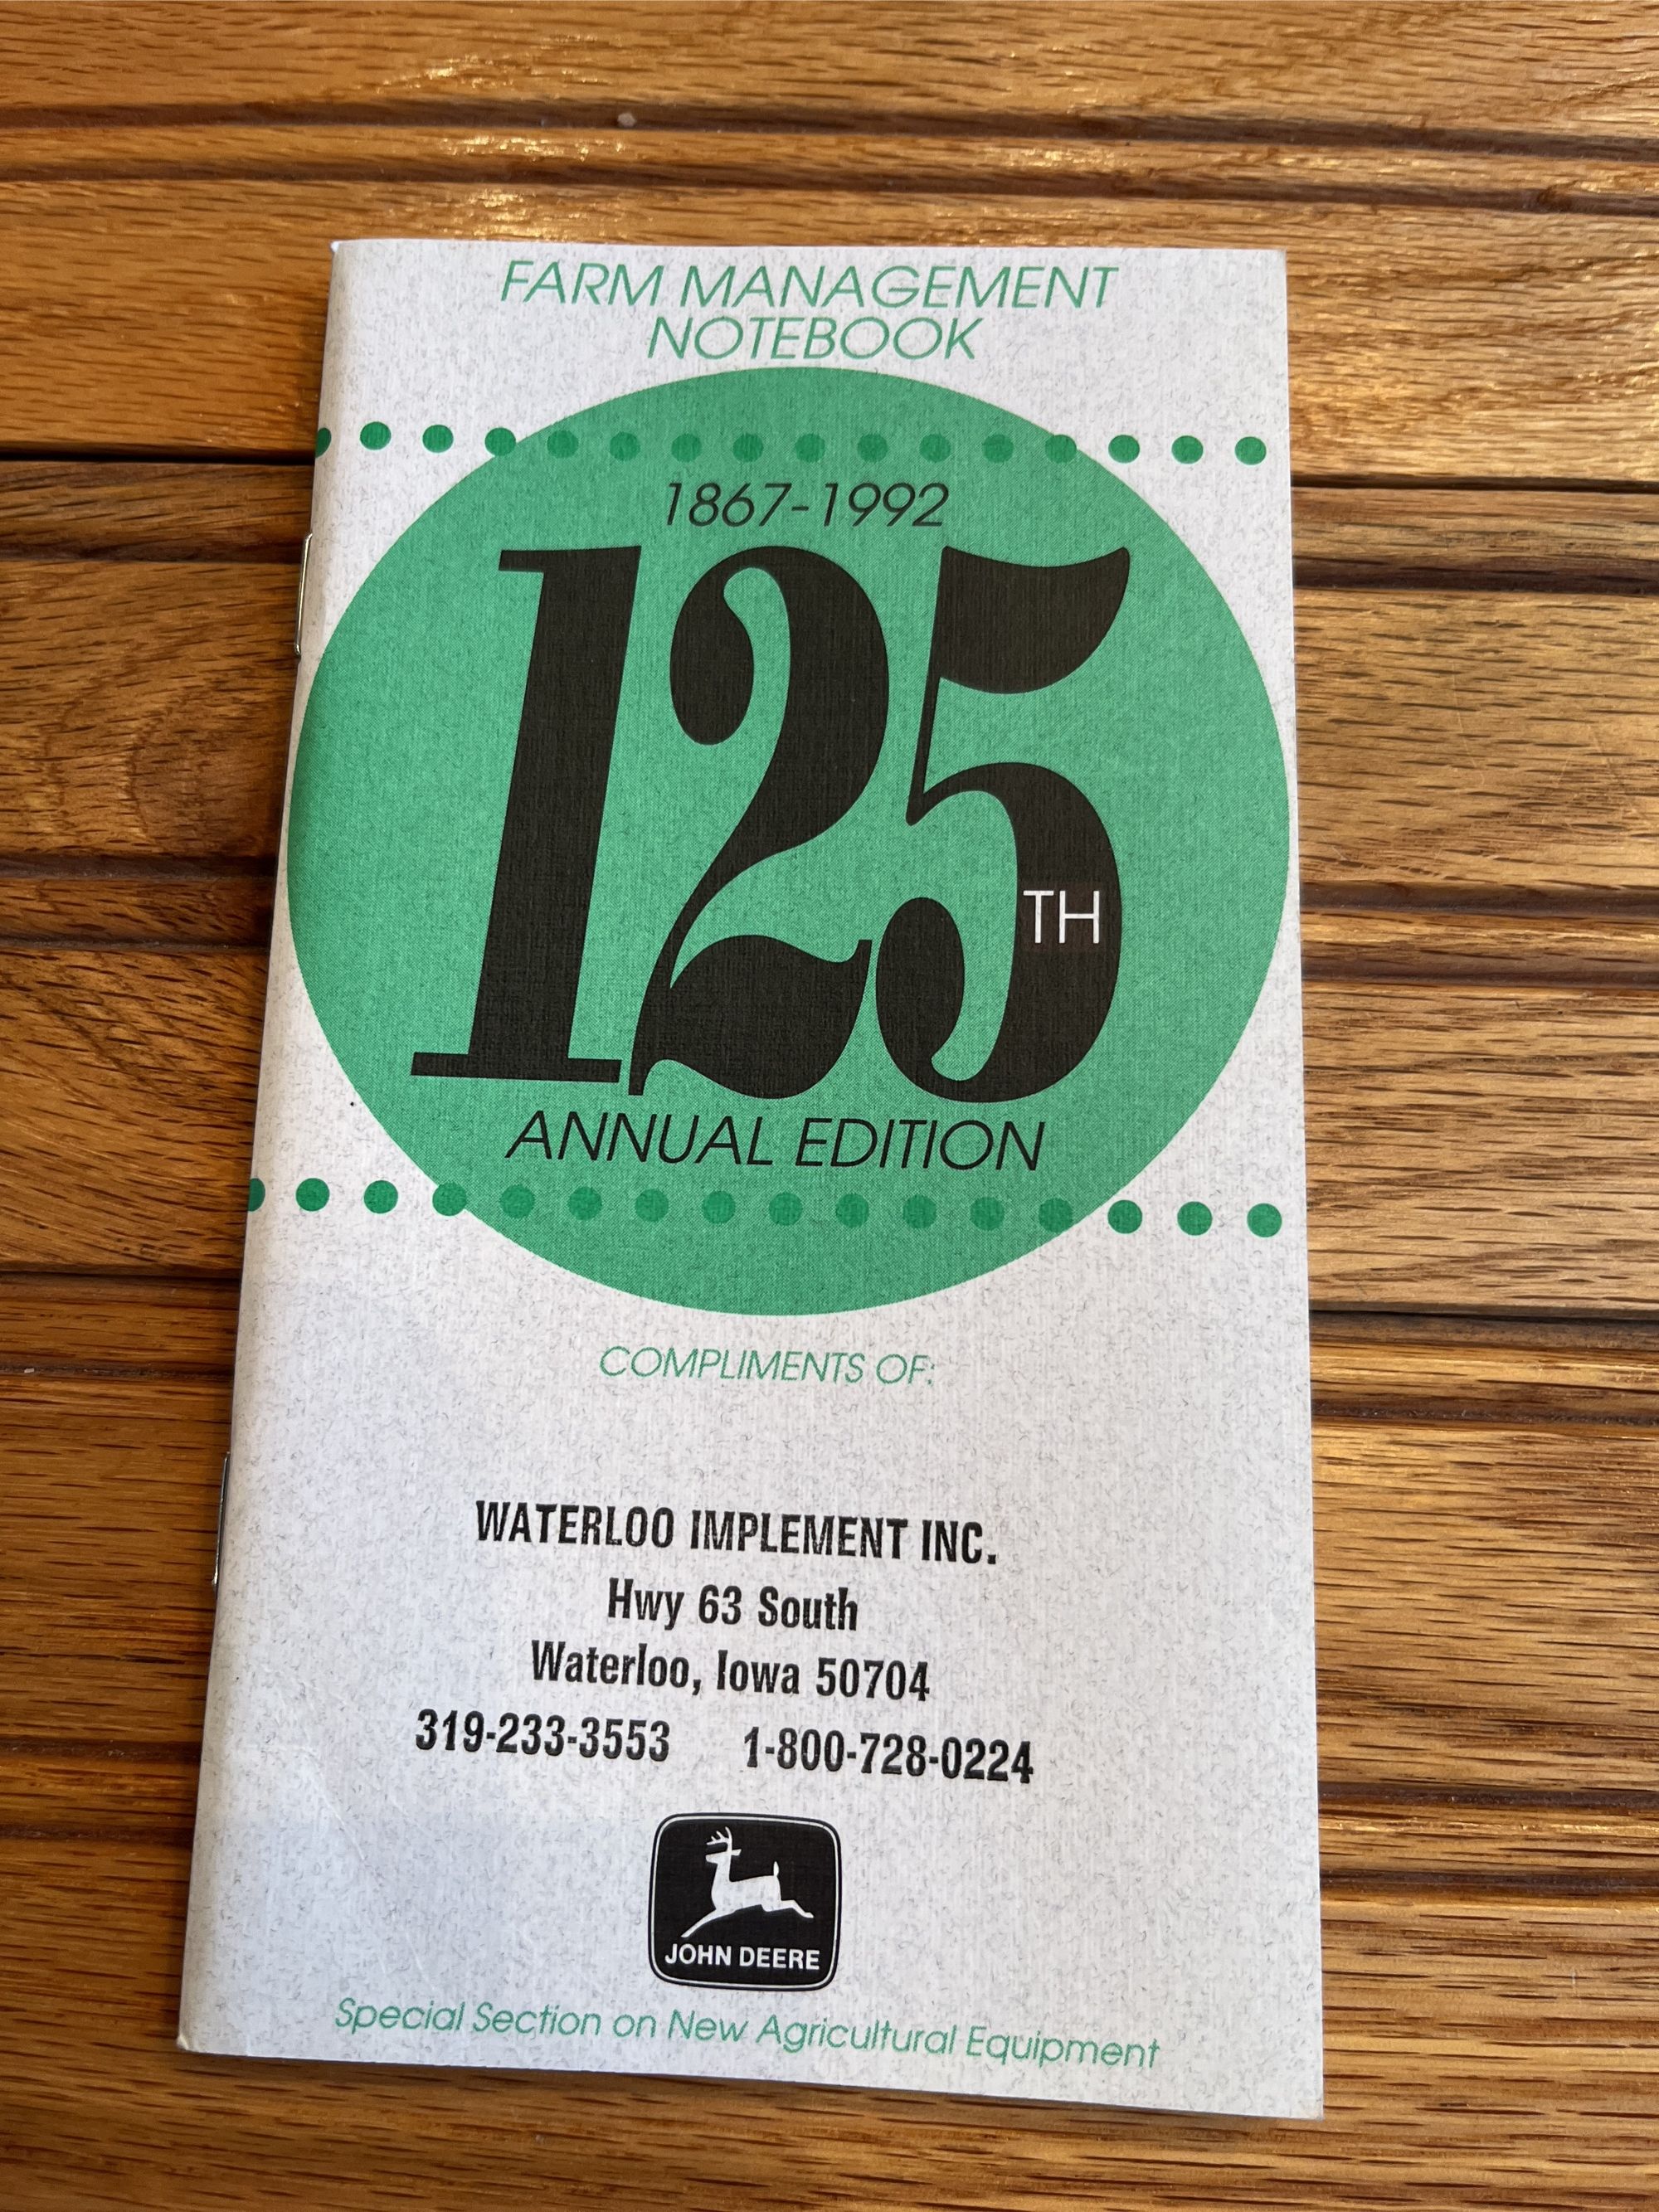 FARM MANAGEMENT
NOTEBOOK
1867-1992
125TH
ANNUAL EDITION
COMPLIMENTS OF:
WATERLOO IMPLEMENT INC.
Hwy 63 South
Waterloo, Iowa 50704
319-233-3553 1-800-728-0224
JOHN DEERE
Special Section on New Agricultural Equipment